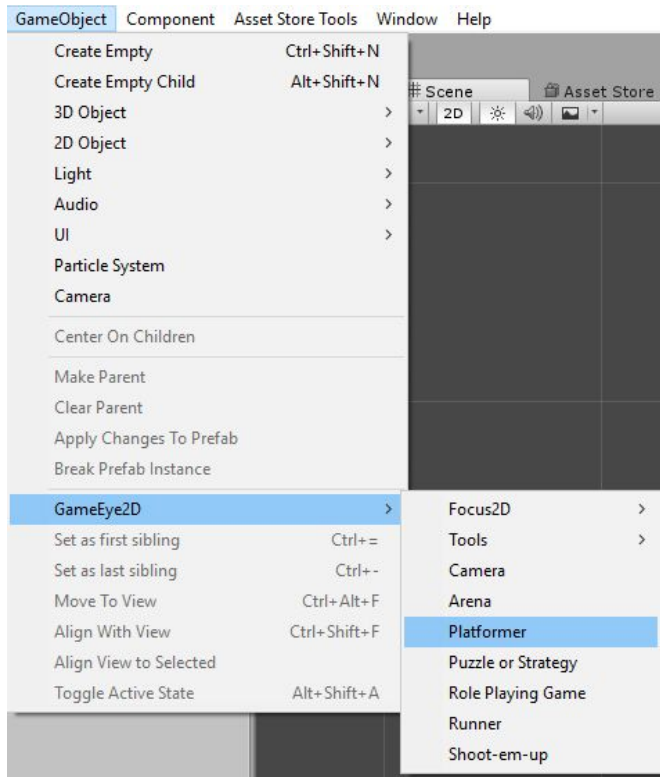 GameObject Component Asset Store Tools Window Help
Create Empty Ctrl+Shift+N
Create Empty Child Alt+Shift+N
# Scene Asset Store
3D Object >
2D
2D Object >
Light >
Audio >
UI >
Particle System
Camera
Center On Children
Make Parent
Clear Parent
Apply Changes To Prefab
Break Prefab Instance
GameEye2D >
Set as first sibling Ctrl+=
Set as last sibling Ctrl+-
Move To View Ctrl+Alt+F
Align With View Ctrl+Shift+F
Align View to Selected
Toggle Active State Alt+Shift+A
Focus2D >
Tools >
Camera
Arena
Platformer
Puzzle or Strategy
Role Playing Game
Runner
Shoot-em-up